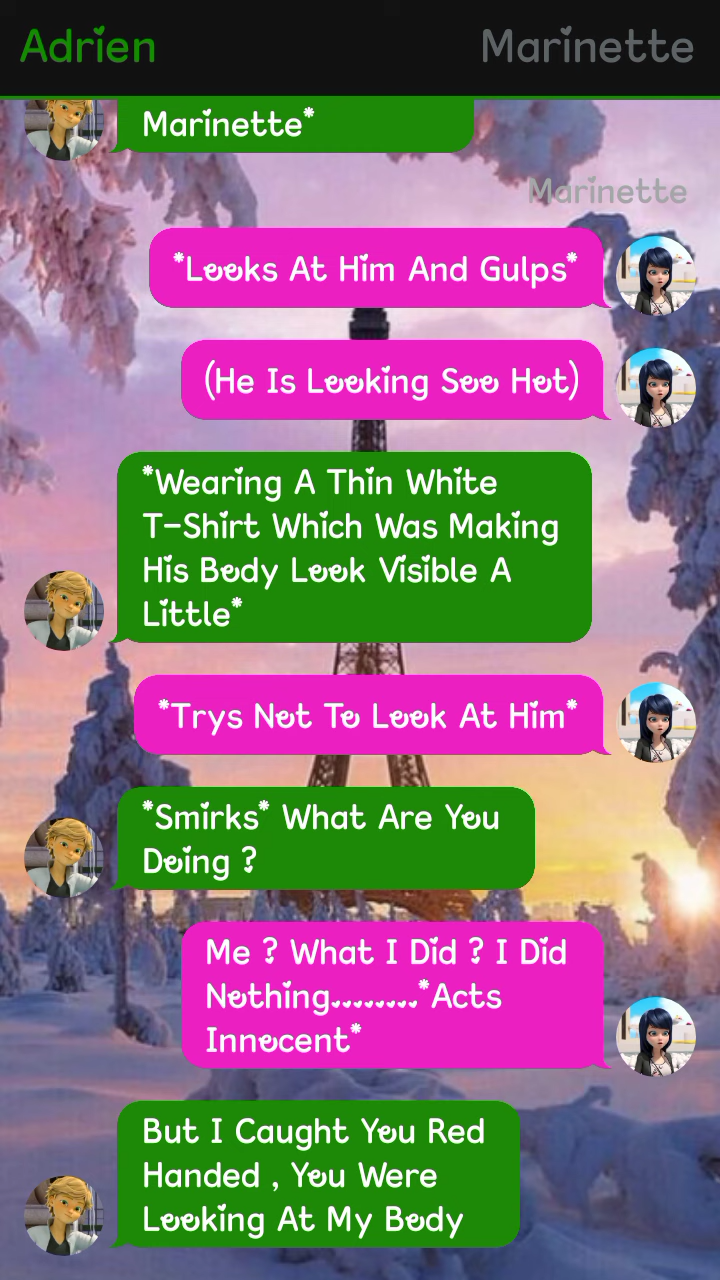 Adrien Marinette
Marinette*
Marinette
*Looks At Him And Gulps*
(He Is Looking Soo Hot)
*Wearing A Thin White
T-Shirt Which Was Making
His Body Look Visible A
Little*
*Trys Not To Look At Him*
*Smirks* What Are You
Doing ?
Me ? What I Did ? I Did
Nothing........*Acts
Innocent*
But I Caught You Red
Handed , You Were
Looking At My Body